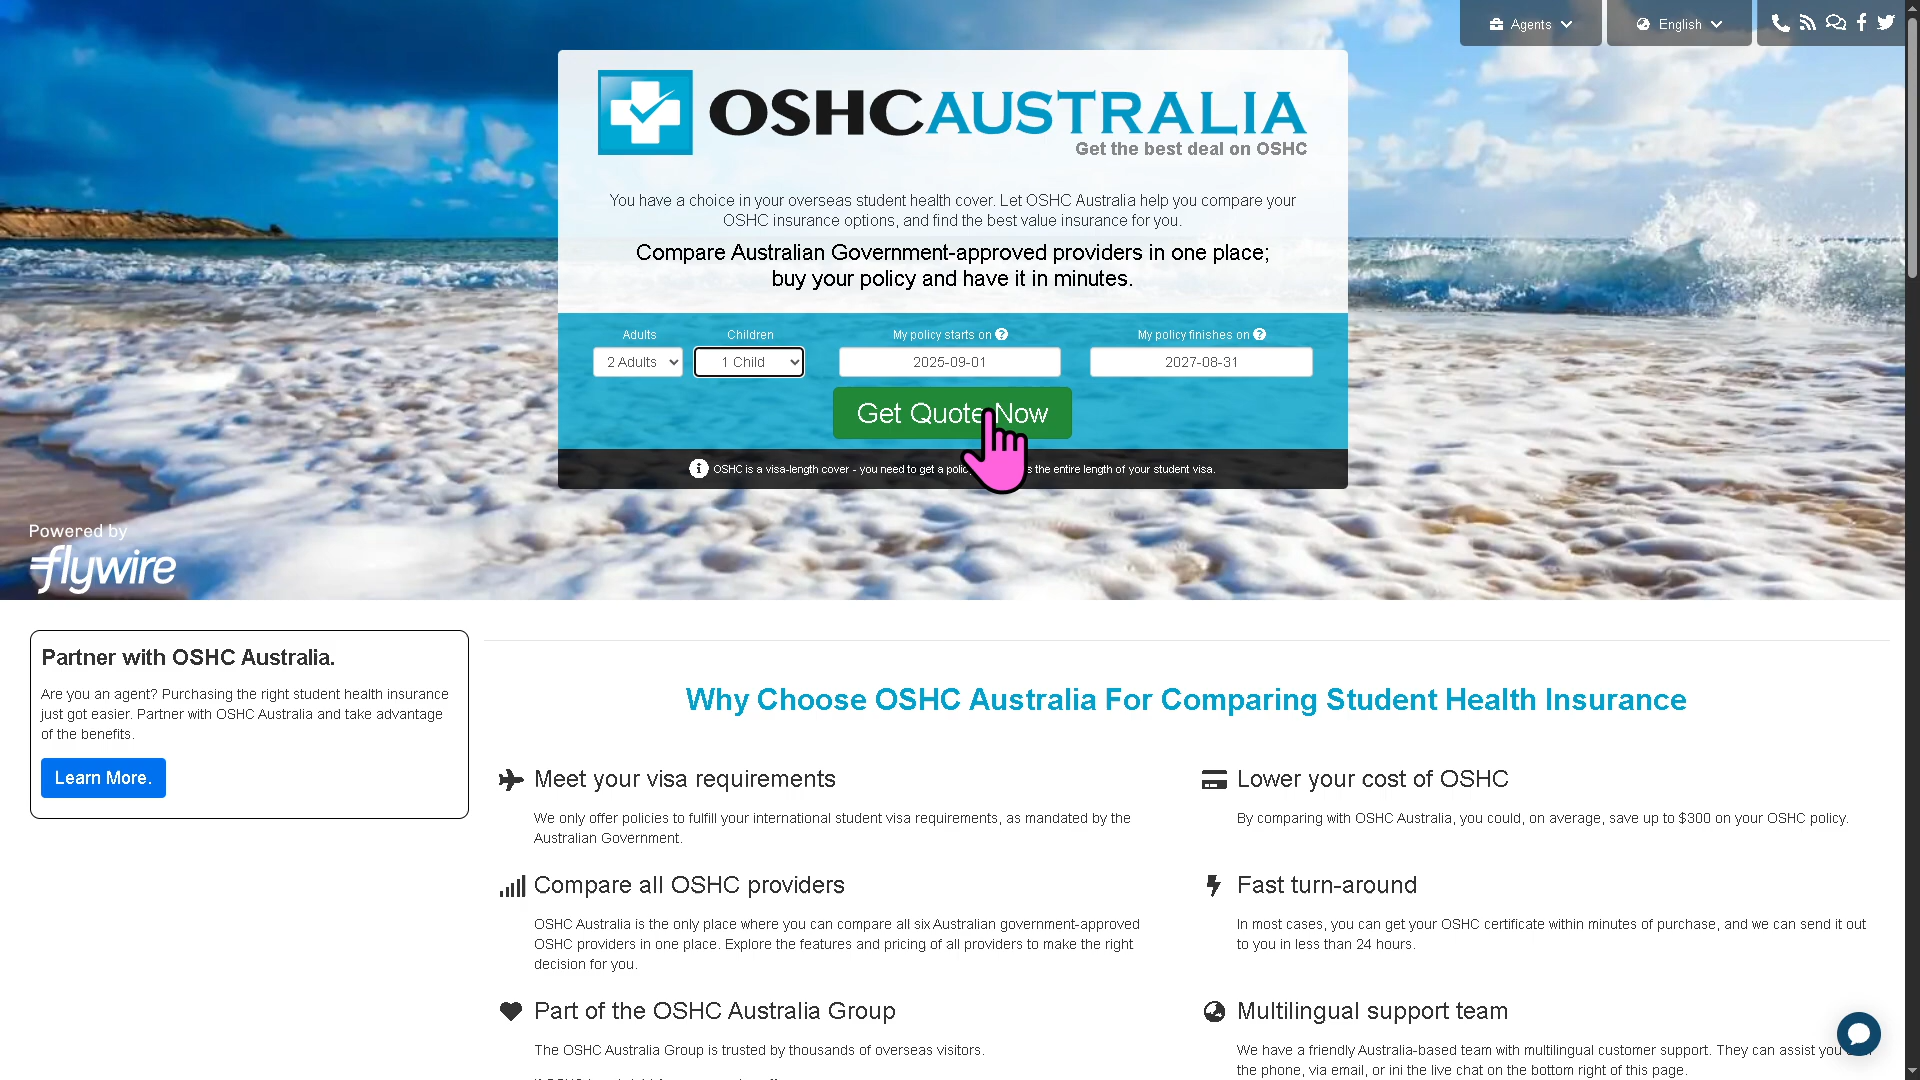 Agents
English
OSHCAUSTRALIA
Get the best deal on OSHC
You have a choice in your overseas student health cover. Let OSHC Australia help you compare your
OSHC insurance options, and find the best value insurance for you.
Compare Australian Government-approved providers in one place;
buy your policy and have it in minutes.
Adults
Children
My policy starts on
My policy finishes on
2 Adults
1 Child
2025-09-01
2027-08-31
Get Quote Now
OSHC is a visa-length cover - you need to get a the entire length of your student visa.
Powered by
flywire
Partner with OSHC Australia.
Are you an agent? Purchasing the right student health insurance
just got easier. Partner with OSHC Australia and take advantage
of the benefits.
Learn More.
Why Choose OSHC Australia For Comparing Student Health Insurance
Meet your visa requirements
We only offer policies to fulfill your international student visa requirements, as mandated by the
Australian Government.
Compare all OSHC providers
OSHC Australia is the only place where you can compare all six Australian government-approved
OSHC providers in one place. Explore the features and pricing of all providers to make the right
decision for you.
Part of the OSHC Australia Group
The OSHC Australia Group is trusted by thousands of overseas visitors.
Lower your cost of OSHC
By comparing with OSHC Australia, you could, on average, save up to $300 on your OSHC policy.
Fast turn-around
In most cases, you can get your OSHC certificate within minutes of purchase, and we can send it out
to you in less than 24 hours.
Multilingual support team
We have a friendly Australia-based team with multilingual customer support. They can assist you
the phone, via email, or ini the live chat on the bottom right of this page.